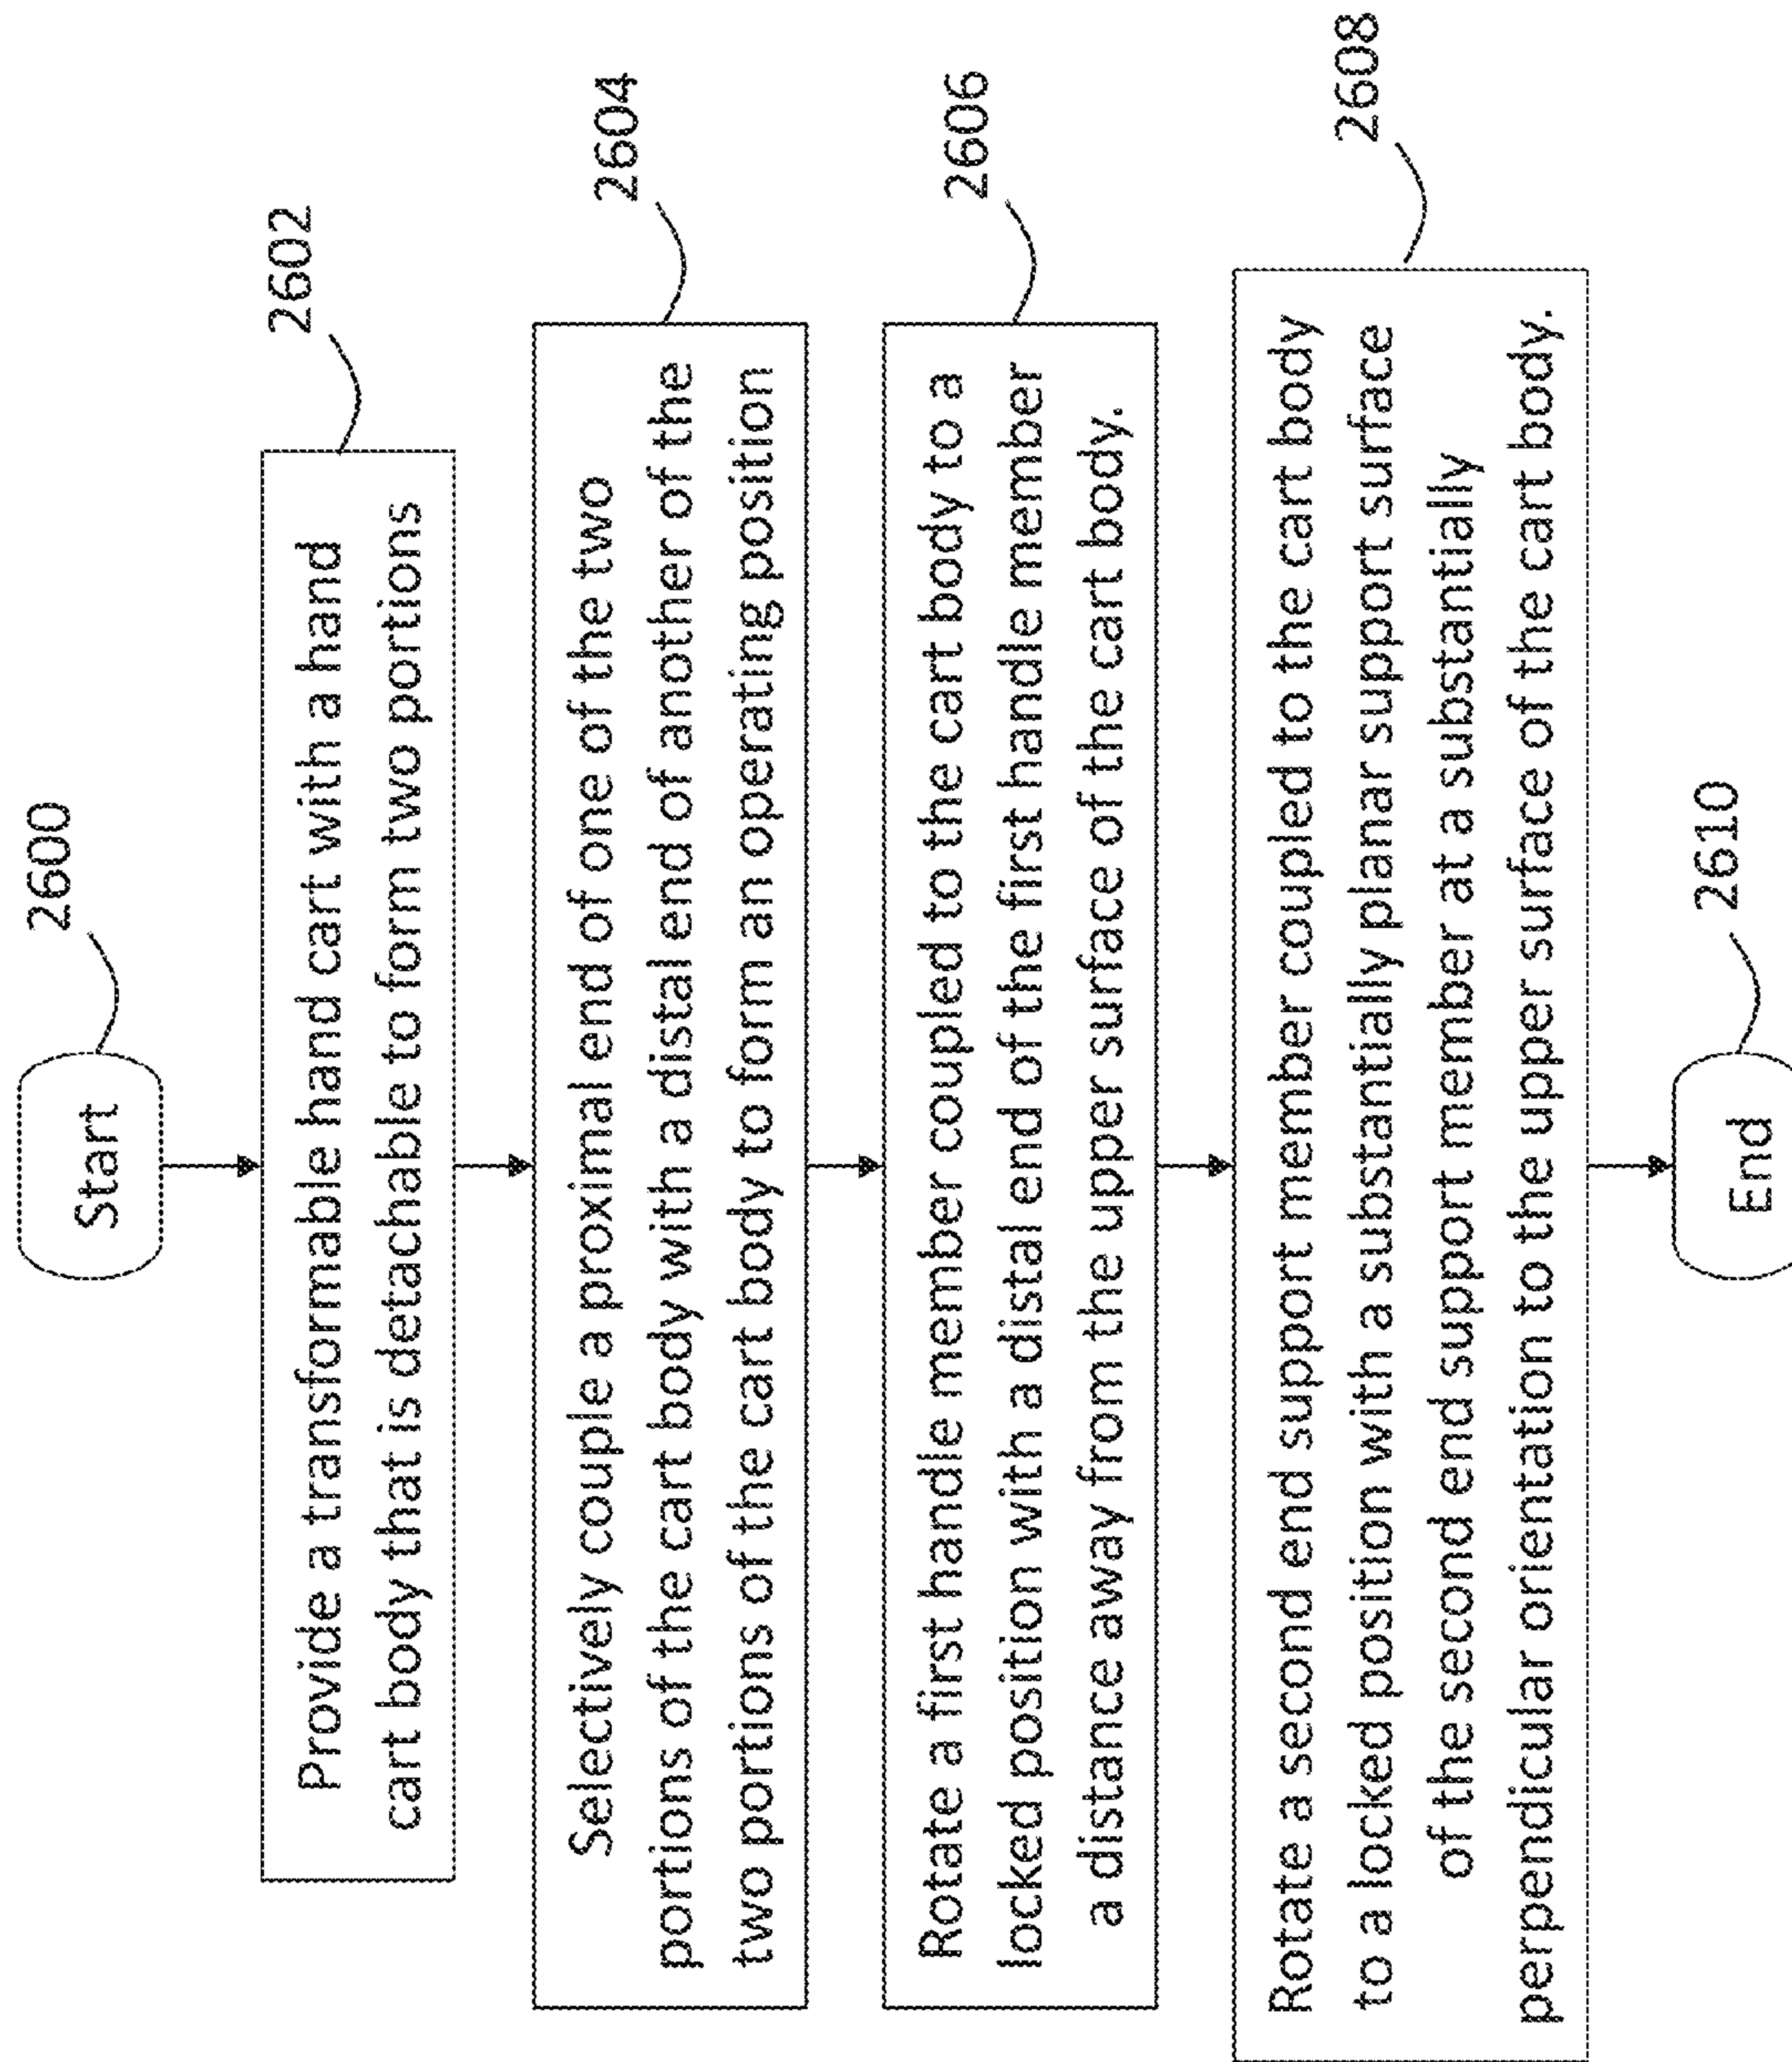 Start
2600
Provide a transformable hand cart with a hand
cart body that is detachable to form two portions
2602
Selectively couple a proximal end of one of the two
portions of the cart body with a distal end of another of the
two portions of the cart body to form an operating position
2604
Rotate a first handle member coupled to the cart body to a
locked position with a distal end of the first handle member
a distance away from the upper surface of the cart body.
2606
Rotate a second end support member coupled to the cart body
to a locked position with a substantially planar support surface
of the second end support member at a substantially
perpendicular orientation to the upper surface of the cart body.
2608
End
2610